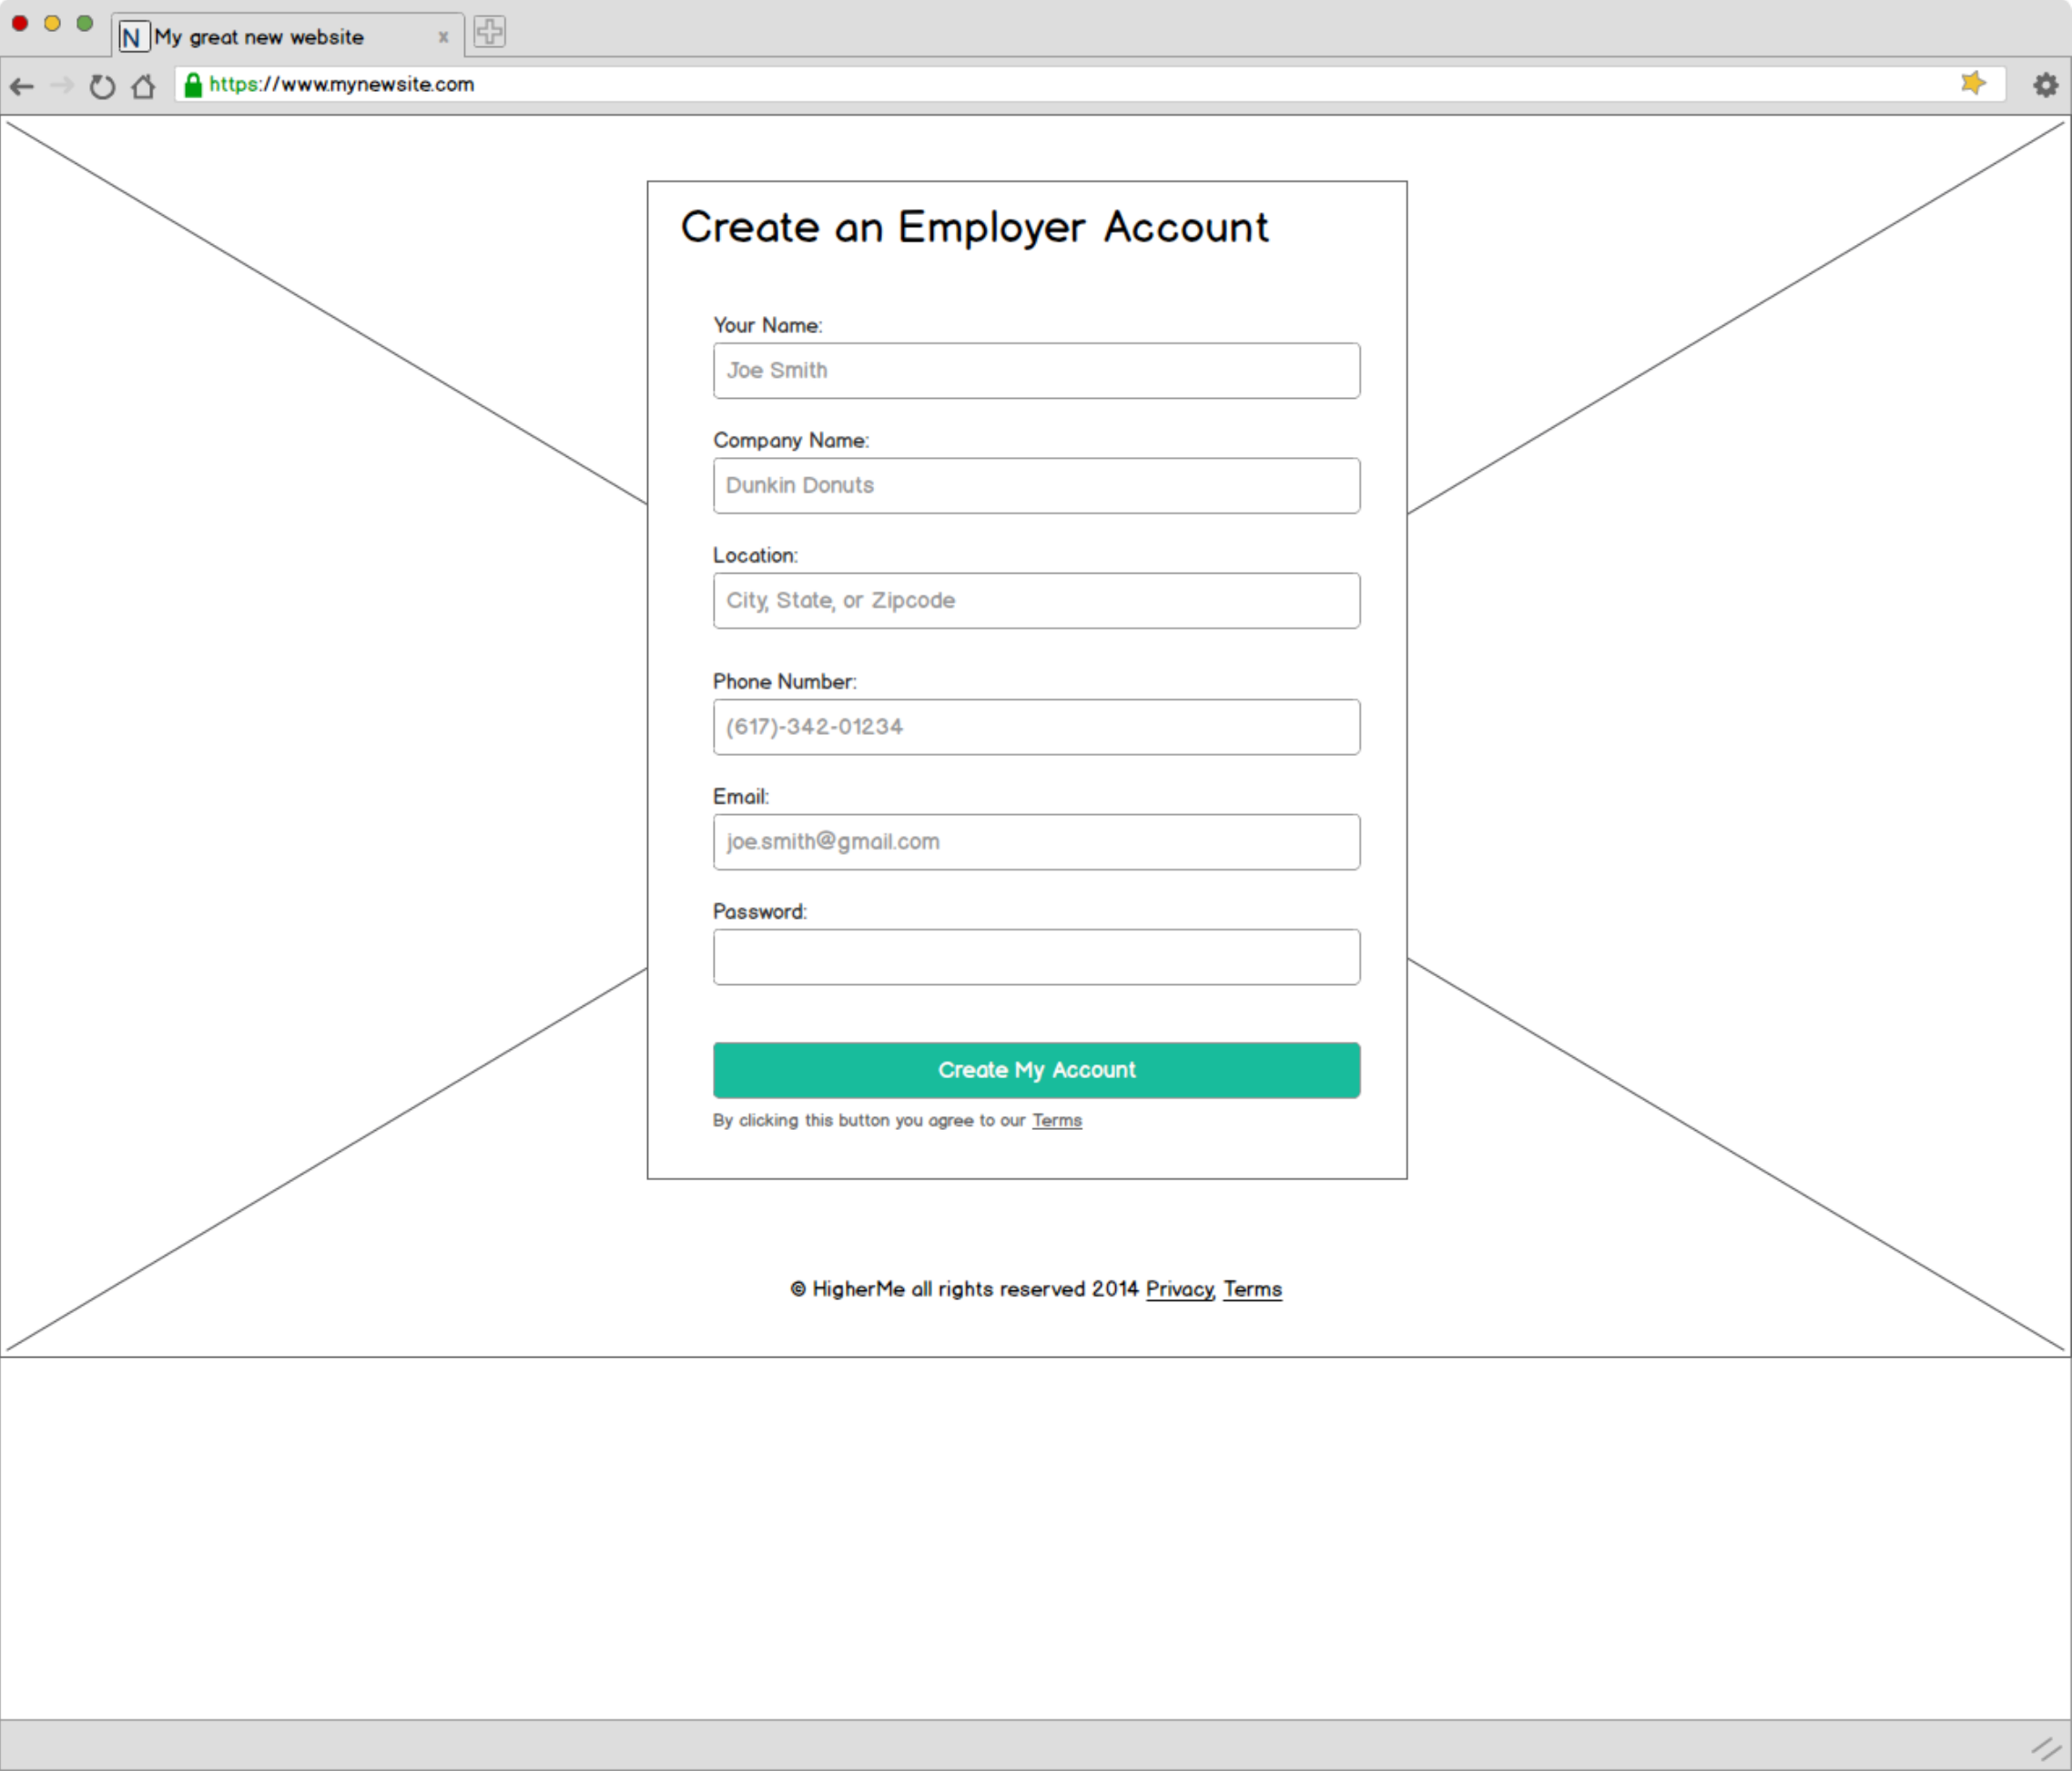 N My great new website x
https://www.mynewsite.com
Create an Employer Account
Your Name:
Joe Smith
Company Name:
Dunkin Donuts
Location:
City, State, or Zipcode
Phone Number:
(617)-342-01234
Email:
joe.smith@gmail.com
Password:
Create My Account
By clicking this button you agree to our Terms
© HigherMe all rights reserved 2014 Privacy, Terms